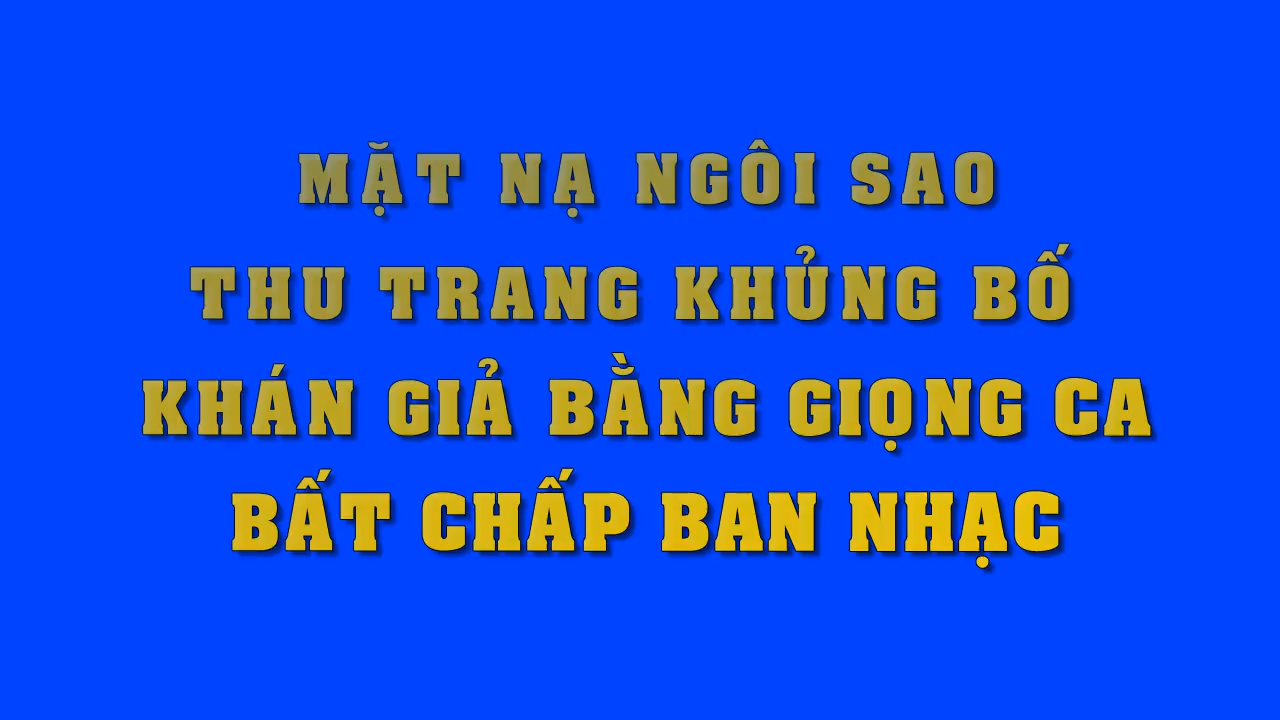 MẶT NẠ NGÔI SAO
THU TRANG KHỦNG BỐ
KHÁN GIẢ BẰNG GIỌNG CA
BẤT CHẤP BAN NHẠC